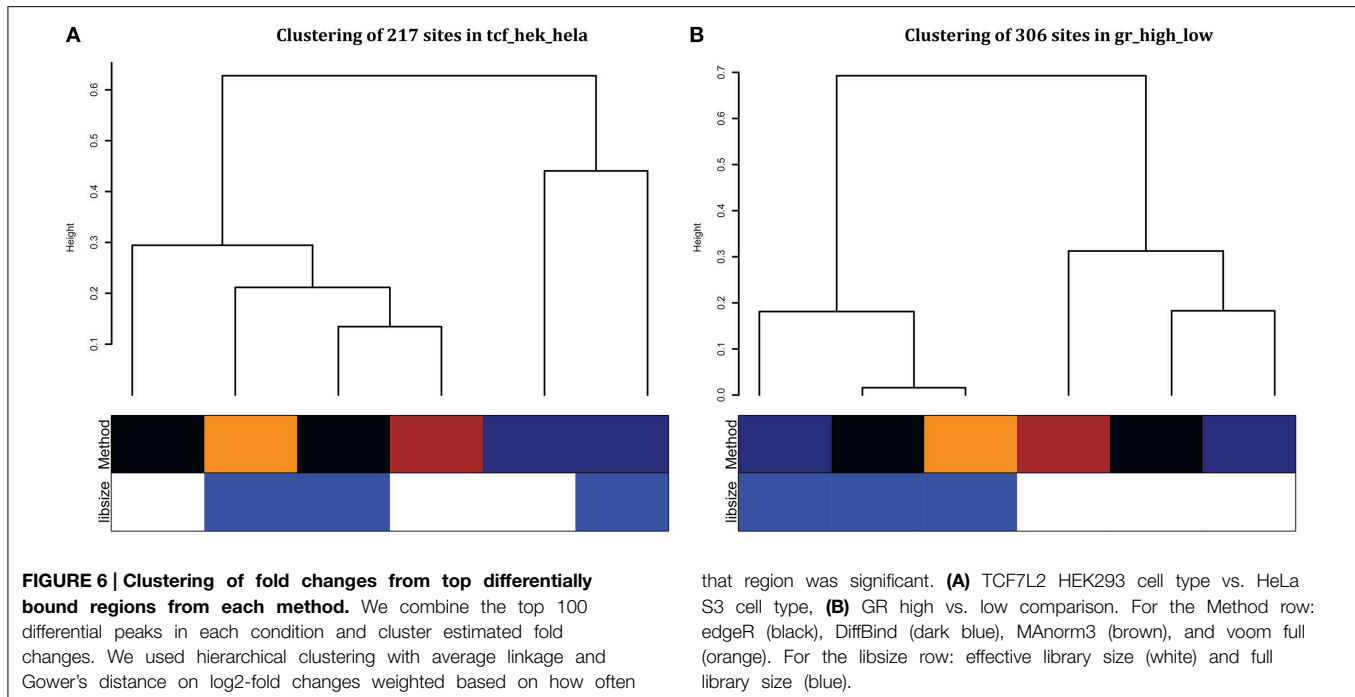 A
Clustering of 217 sites in tcf_hek_hela
Height
0.6
0.5
0.4
0.3
0.2
0.1
Method
libsize
B
Clustering of 306 sites in gr_high_low
Height
0.7
0.6
0.5
0.4
0.3
0.2
0.1
0.0
Method
libsize
FIGURE 6 | Clustering of fold changes from top differentially
bound regions from each method. We combine the top 100
differential peaks in each condition and cluster estimated fold
changes. We used hierarchical clustering with average linkage and
Gower's distance on log2-fold changes weighted based on how often
that region was significant. (A) TCF7L2 HEK293 cell type vs. HeLa
S3 cell type, (B) GR high vs. low comparison. For the Method row:
edgeR (black), DiffBind (dark blue), MAnorm3 (brown), and voom full
(orange). For the libsize row: effective library size (white) and full
library size (blue).